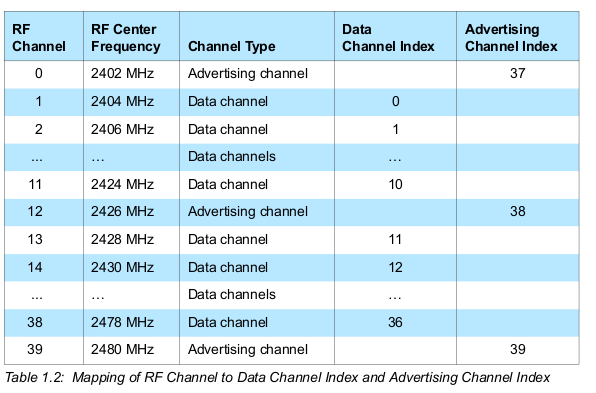 RF Channel RF Center Frequency Channel Type Data Channel Index Advertising Channel Index
0 2402 MHz Advertising channel 37
1 2404 MHz Data channel 0
2 2406 MHz Data channel 1
... ... Data channels ...
11 2424 MHz Data channel 10
12 2426 MHz Advertising channel 38
13 2428 MHz Data channel 11
14 2430 MHz Data channel 12
... ... Data channels ...
38 2478 MHz Data channel 36
39 2480 MHz Advertising channel 39
Table 1.2: Mapping of RF Channel to Data Channel Index and Advertising Channel Index